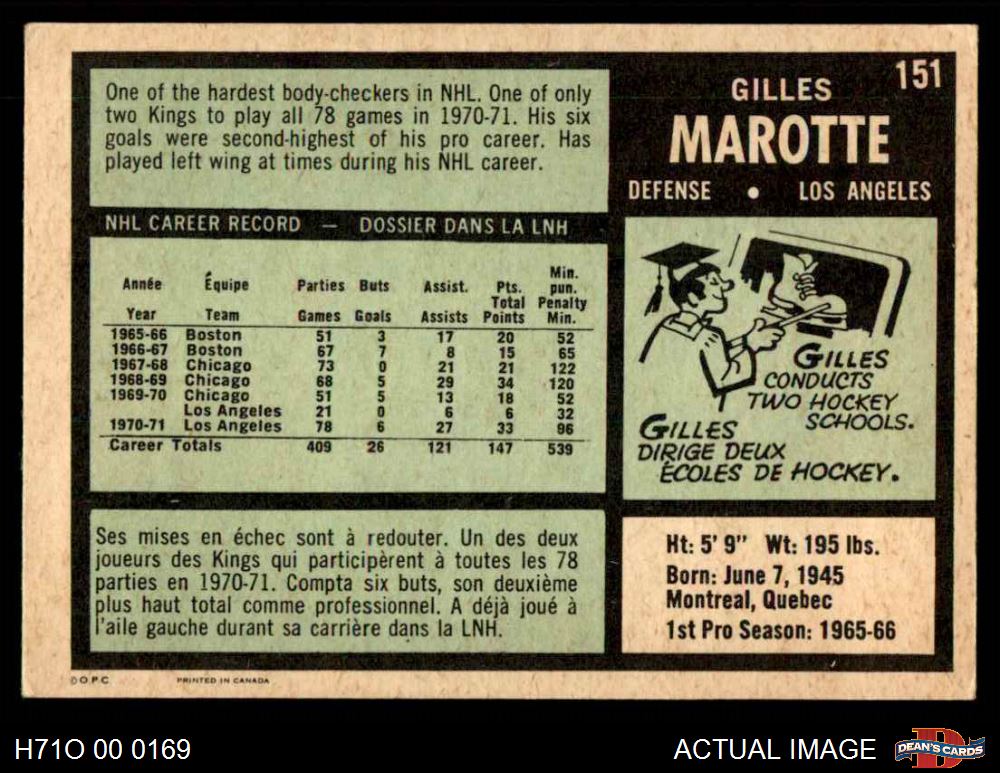 One of the hardest body-checkers in NHL. One of only
two Kings to play all 78 games in 1970-71. His six
goals were second-highest of his pro career. Has
played left wing at times during his NHL career.
151
GILLES
MAROTTE
DEFENSE • LOS ANGELES
NHL CAREER RECORD — DOSSIER DANS LA LNH
Année Équipe Parties Buts Assist. Pts. Total Min. pun. Penalty
Year Team Games Goals Assists Points Min.
1965-66 Boston 51 3 17 20 52
1966-67 Boston 67 7 8 15 65
1967-68 Chicago 73 0 21 21 122
1968-69 Chicago 68 5 29 34 120
1969-70 Chicago 51 5 13 18 52
Los Angeles 21 0 6 6 32
1970-71 Los Angeles 78 6 27 33 96
Career Totals 409 26 121 147 539
GILLES
CONDUCTS
TWO HOCKEY
SCHOOLS.
GILLES
DIRIGE DEUX
ÉCOLES DE HOCKEY.
Ses mises en échec sont à redouter. Un des deux
joueurs des Kings qui participèrent à toutes les 78
parties en 1970-71. Compta six buts, son deuxième
plus haut total comme professionnel. A déjà joué à
l'aile gauche durant sa carrière dans la LNH.
Ht: 5' 9" Wt: 195 lbs.
Born: June 7, 1945
Montreal, Quebec
1st Pro Season: 1965-66
©OPC PRINTED IN CANADA
H71O 00 0169
ACTUAL IMAGE
D
DEAN'S CARDS